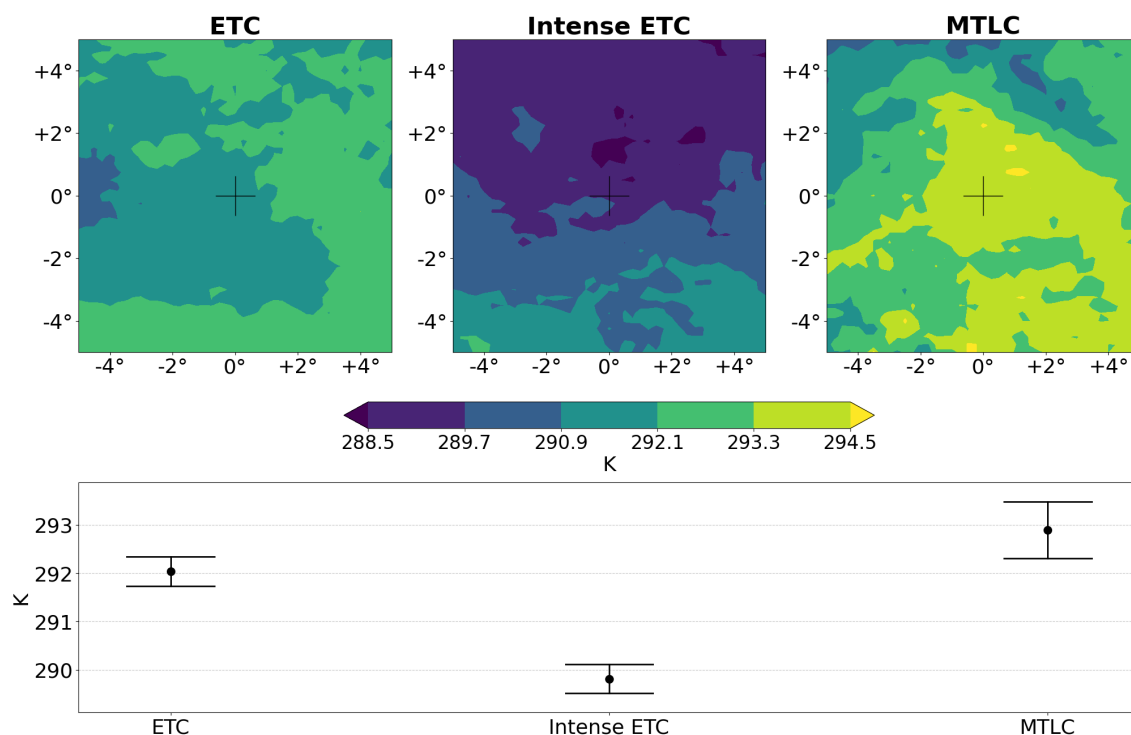 ETC Intense ETC MTLC
+4° +4° +4°
+2° +2° +2°
0° 0° 0°
-2° -2° -2°
-4° -4° -4°
-4° -2° 0° +2° +4° -4° -2° 0° +2° +4° -4° -2° 0° +2° +4°
288.5 289.7 290.9 292.1 293.3 294.5
K
293
292
291
290
K
ETC Intense ETC MTLC